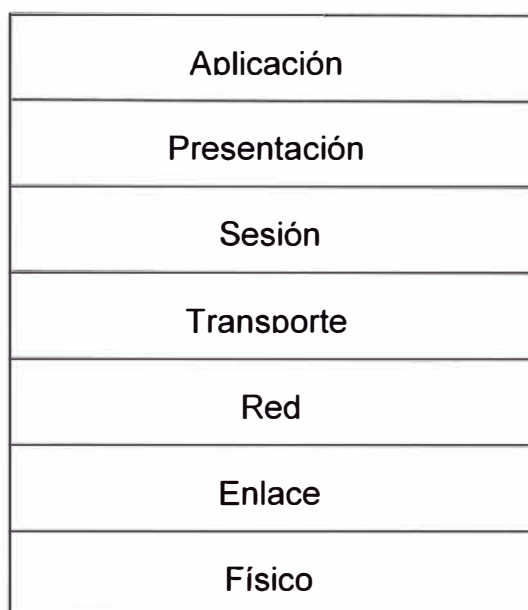 Aplicación
Presentación
Sesión
Transporte
Red
Enlace
Físico